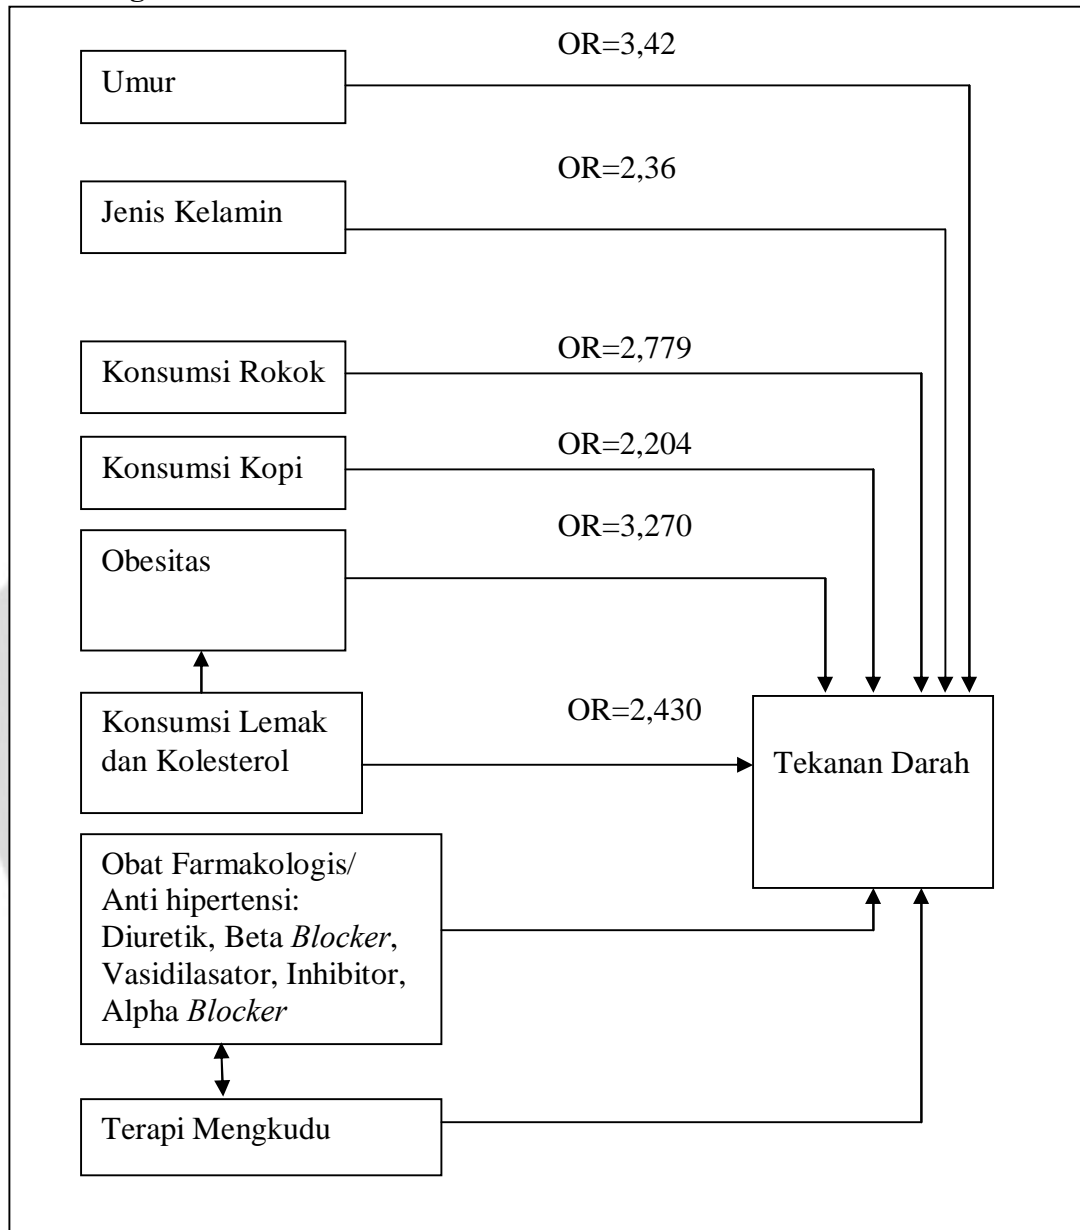 OR=3,42
Umur
OR=2,36
Jenis Kelamin
OR=2,779
Konsumsi Rokok
OR=2,204
Konsumsi Kopi
OR=3,270
Obesitas
OR=2,430
Konsumsi Lemak
dan Kolesterol
Tekanan Darah
Obat Farmakologis/
Anti hipertensi:
Diuretik, Beta Blocker,
Vasidilasator, Inhibitor,
Alpha Blocker
Terapi Mengkudu